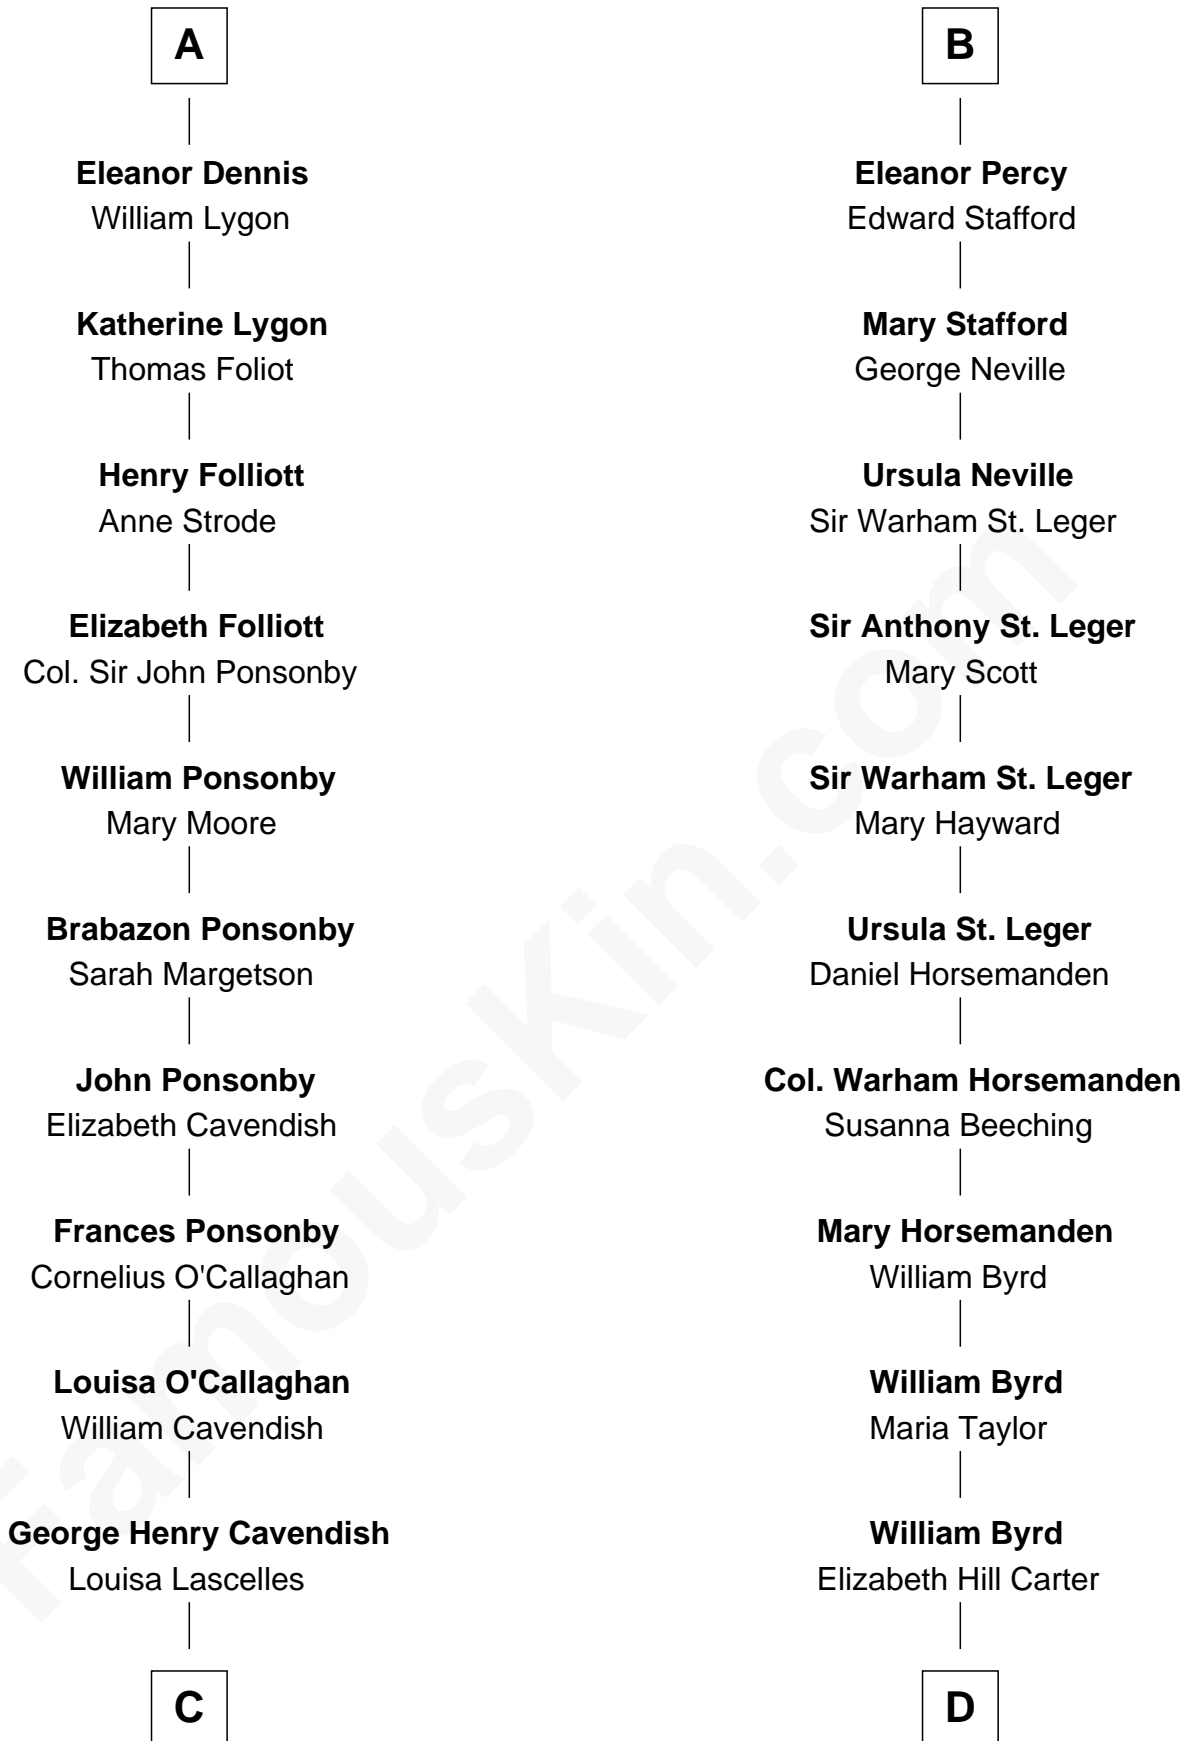 A
Eleanor Dennis
William Lygon
Katherine Lygon
Thomas Foliot
Henry Folliott
Anne Strode
Elizabeth Folliott
Col. Sir John Ponsonby
William Ponsonby
Mary Moore
Brabazon Ponsonby
Sarah Margetson
John Ponsonby
Elizabeth Cavendish
Frances Ponsonby
Cornelius O'Callaghan
Louisa O'Callaghan
William Cavendish
George Henry Cavendish
Louisa Lascelles
C
B
Eleanor Percy
Edward Stafford
Mary Stafford
George Neville
Ursula Neville
Sir Warham St. Leger
Sir Anthony St. Leger
Mary Scott
Sir Warham St. Leger
Mary Hayward
Ursula St. Leger
Daniel Horsemanden
Col. Warham Horsemanden
Susanna Beeching
Mary Horsemanden
William Byrd
William Byrd
Maria Taylor
William Byrd
Elizabeth Hill Carter
D
FamousKin.com